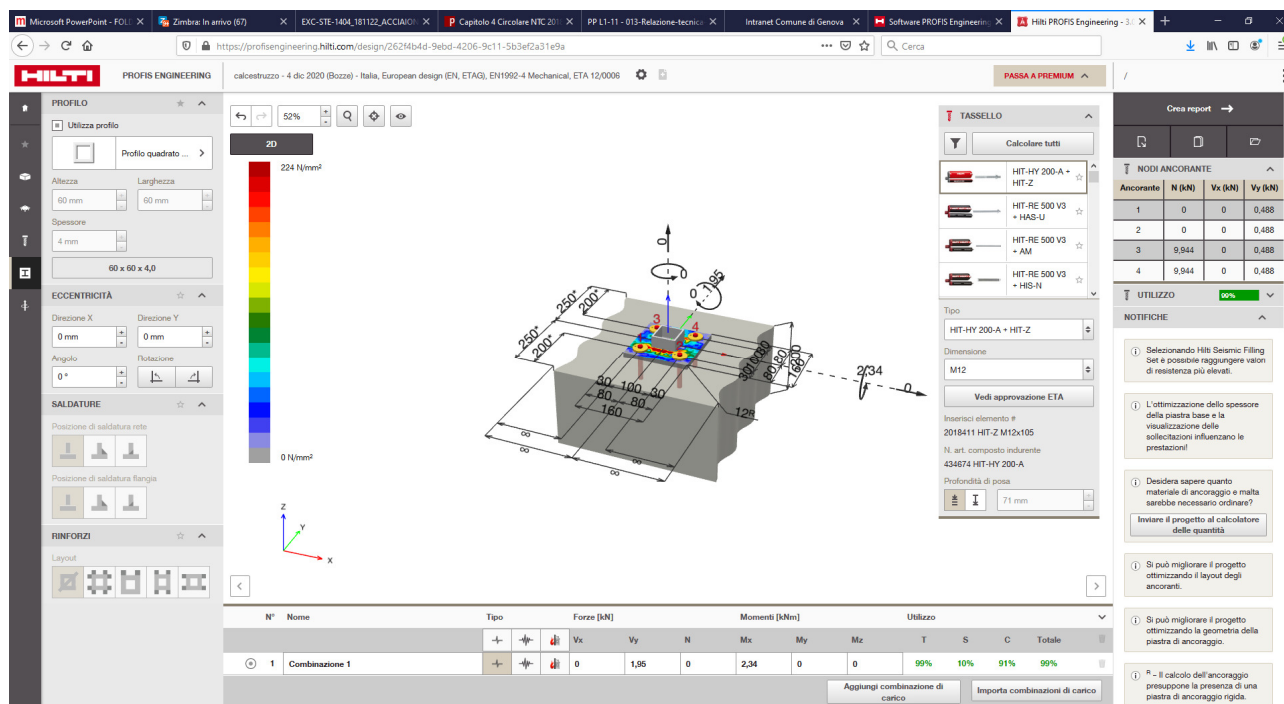 Microsoft PowerPoint - FOLD
Zimbra: In arrivo (67)
EXC-STE-1404_181122_ACCIAION
Capitolo 4 Circolare NTC 201
PP L1-11 - 013-Relazione-tecnica
Intranet Comune di Genova
Software PROFIS Engineering
Hilti PROFIS Engineering - 3.
https://profisengineering.hilti.com/design/262f4b4d-9ebd-4206-9c11-5b3ef2a31e9a
Cerca
HILTI PROFIS ENGINEERING
calcestruzzo - 4 dic 2020 (Bozze) - Italia, European design (EN, ETAG), EN1992-4 Mechanical, ETA 12/0006
PASSA A PREMIUM
/
PROFILO
Utilizza profilo
Profilo quadrato ...
Altezza Larghezza
60 mm 60 mm
Spessore
4 mm
60 x 60 x 4,0
ECCENTRICITÀ
Direzione X Direzione Y
0 mm 0 mm
Angolo Rotazione
0 °
SALDATURE
Posizione di saldatura rete
Posizione di saldatura flangia
RINFORZI
Layout
52%
2D
224 N/mm²
0 N/mm²
0
0
1,95
250*
200*
250*
200*
3
4
30 100 30
80 80
160
30 100 30
80 80
160
200
12R
2,34
0
∞
∞
∞
∞
Z
Y
X
TASSELLO
Calcolare tutti
HIT-HY 200-A +
HIT-Z
HIT-RE 500 V3
+ HAS-U
HIT-RE 500 V3
+ AM
HIT-RE 500 V3
+ HIS-N
Tipo
HIT-HY 200-A + HIT-Z
Dimensione
M12
Vedi approvazione ETA
Inserisci elemento #
2018411 HIT-Z M12x105
N. art. composto indurente
434674 HIT-HY 200-A
Profondità di posa
71 mm
Crea report
NODI ANCORANTE
Ancorante N (kN) Vx (kN) Vy (kN)
1 0 0 0,488
2 0 0 0,488
3 9,944 0 0,488
4 9,944 0 0,488
UTILIZZO 99%
NOTIFICHE
Selezionando Hilti Seismic Filling
Set è possibile raggiungere valori
di resistenza più elevati.
L'ottimizzazione dello spessore
della piastra base e la
visualizzazione delle
sollecitazioni influenzano le
prestazioni!
Desidera sapere quanto
materiale di ancoraggio e malta
sarebbe necessario ordinare?
Inviare il progetto al calcolatore
delle quantità
Si può migliorare il progetto
ottimizzando il layout degli
ancoranti.
Si può migliorare il progetto
ottimizzando la geometria della
piastra di ancoraggio.
R - Il calcolo dell'ancoraggio
presuppone la presenza di una
piastra di ancoraggio rigida.
N° Nome Tipo Forze [kN] Momenti [kNm] Utilizzo
Vx Vy N Mx My Mz T S C Totale
1 Combinazione 1 0 1,95 0 2,34 0 0 99% 10% 91% 99%
Aggiungi combinazione di
carico
Importa combinazioni di carico